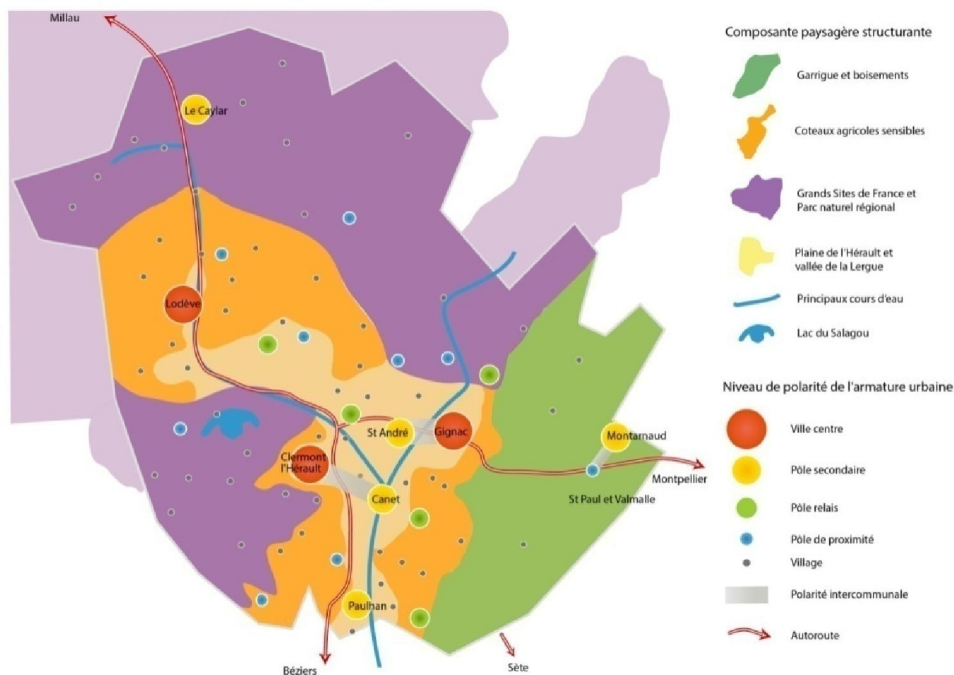 Millau
Le Caylar
Lodève
St André
Gignac
Clermont
l'Hérault
Canet
Montarnaud
Montpellier
St Paul et Valmalle
Paulhan
Béziers
Sète
Composante paysagère structurante
Garrigue et boisements
Coteaux agricoles sensibles
Grands Sites de France et
Parc naturel régional
Plaine de l'Hérault et
vallée de la Lergue
Principaux cours d'eau
Lac du Salagou
Niveau de polarité de l'armature urbaine
Ville centre
Pôle secondaire
Pôle relais
Pôle de proximité
Village
Polarité intercommunale
Autoroute